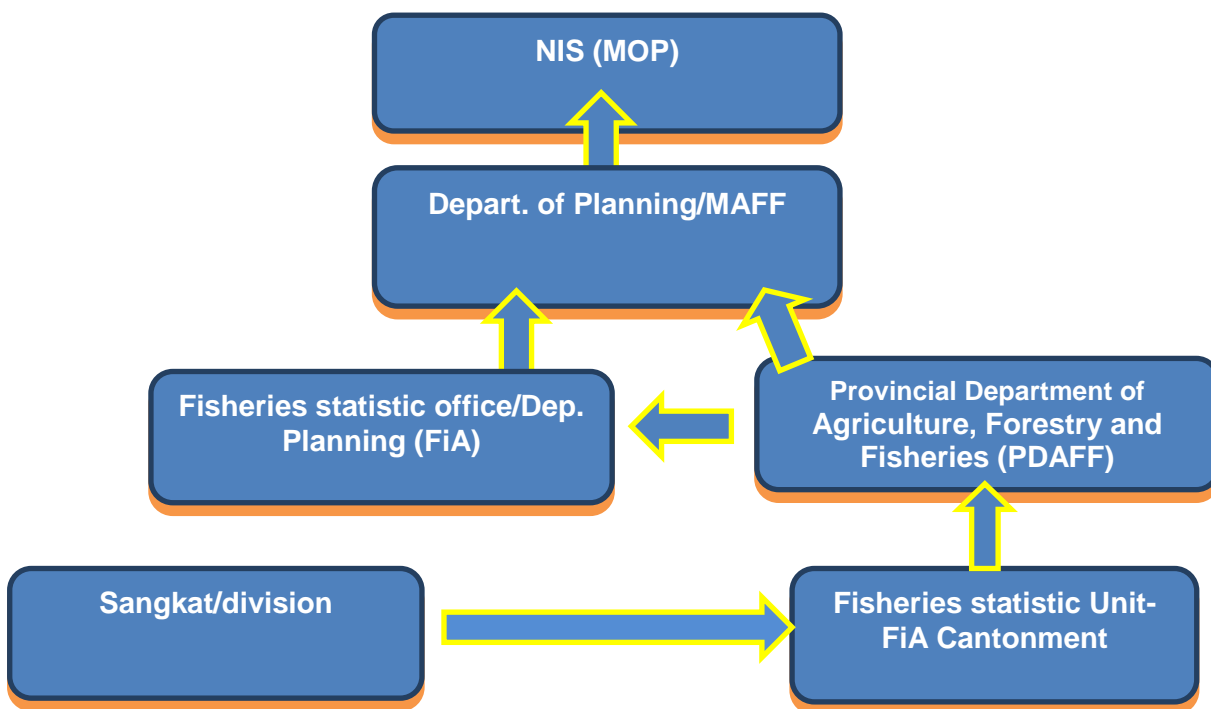 NIS (MOP)
Depart. of Planning/MAFF
Fisheries statistic office/Dep.
Planning (FiA)
Provincial Department of
Agriculture, Forestry and
Fisheries (PDAFF)
Sangkat/division
Fisheries statistic Unit-
FiA Cantonment